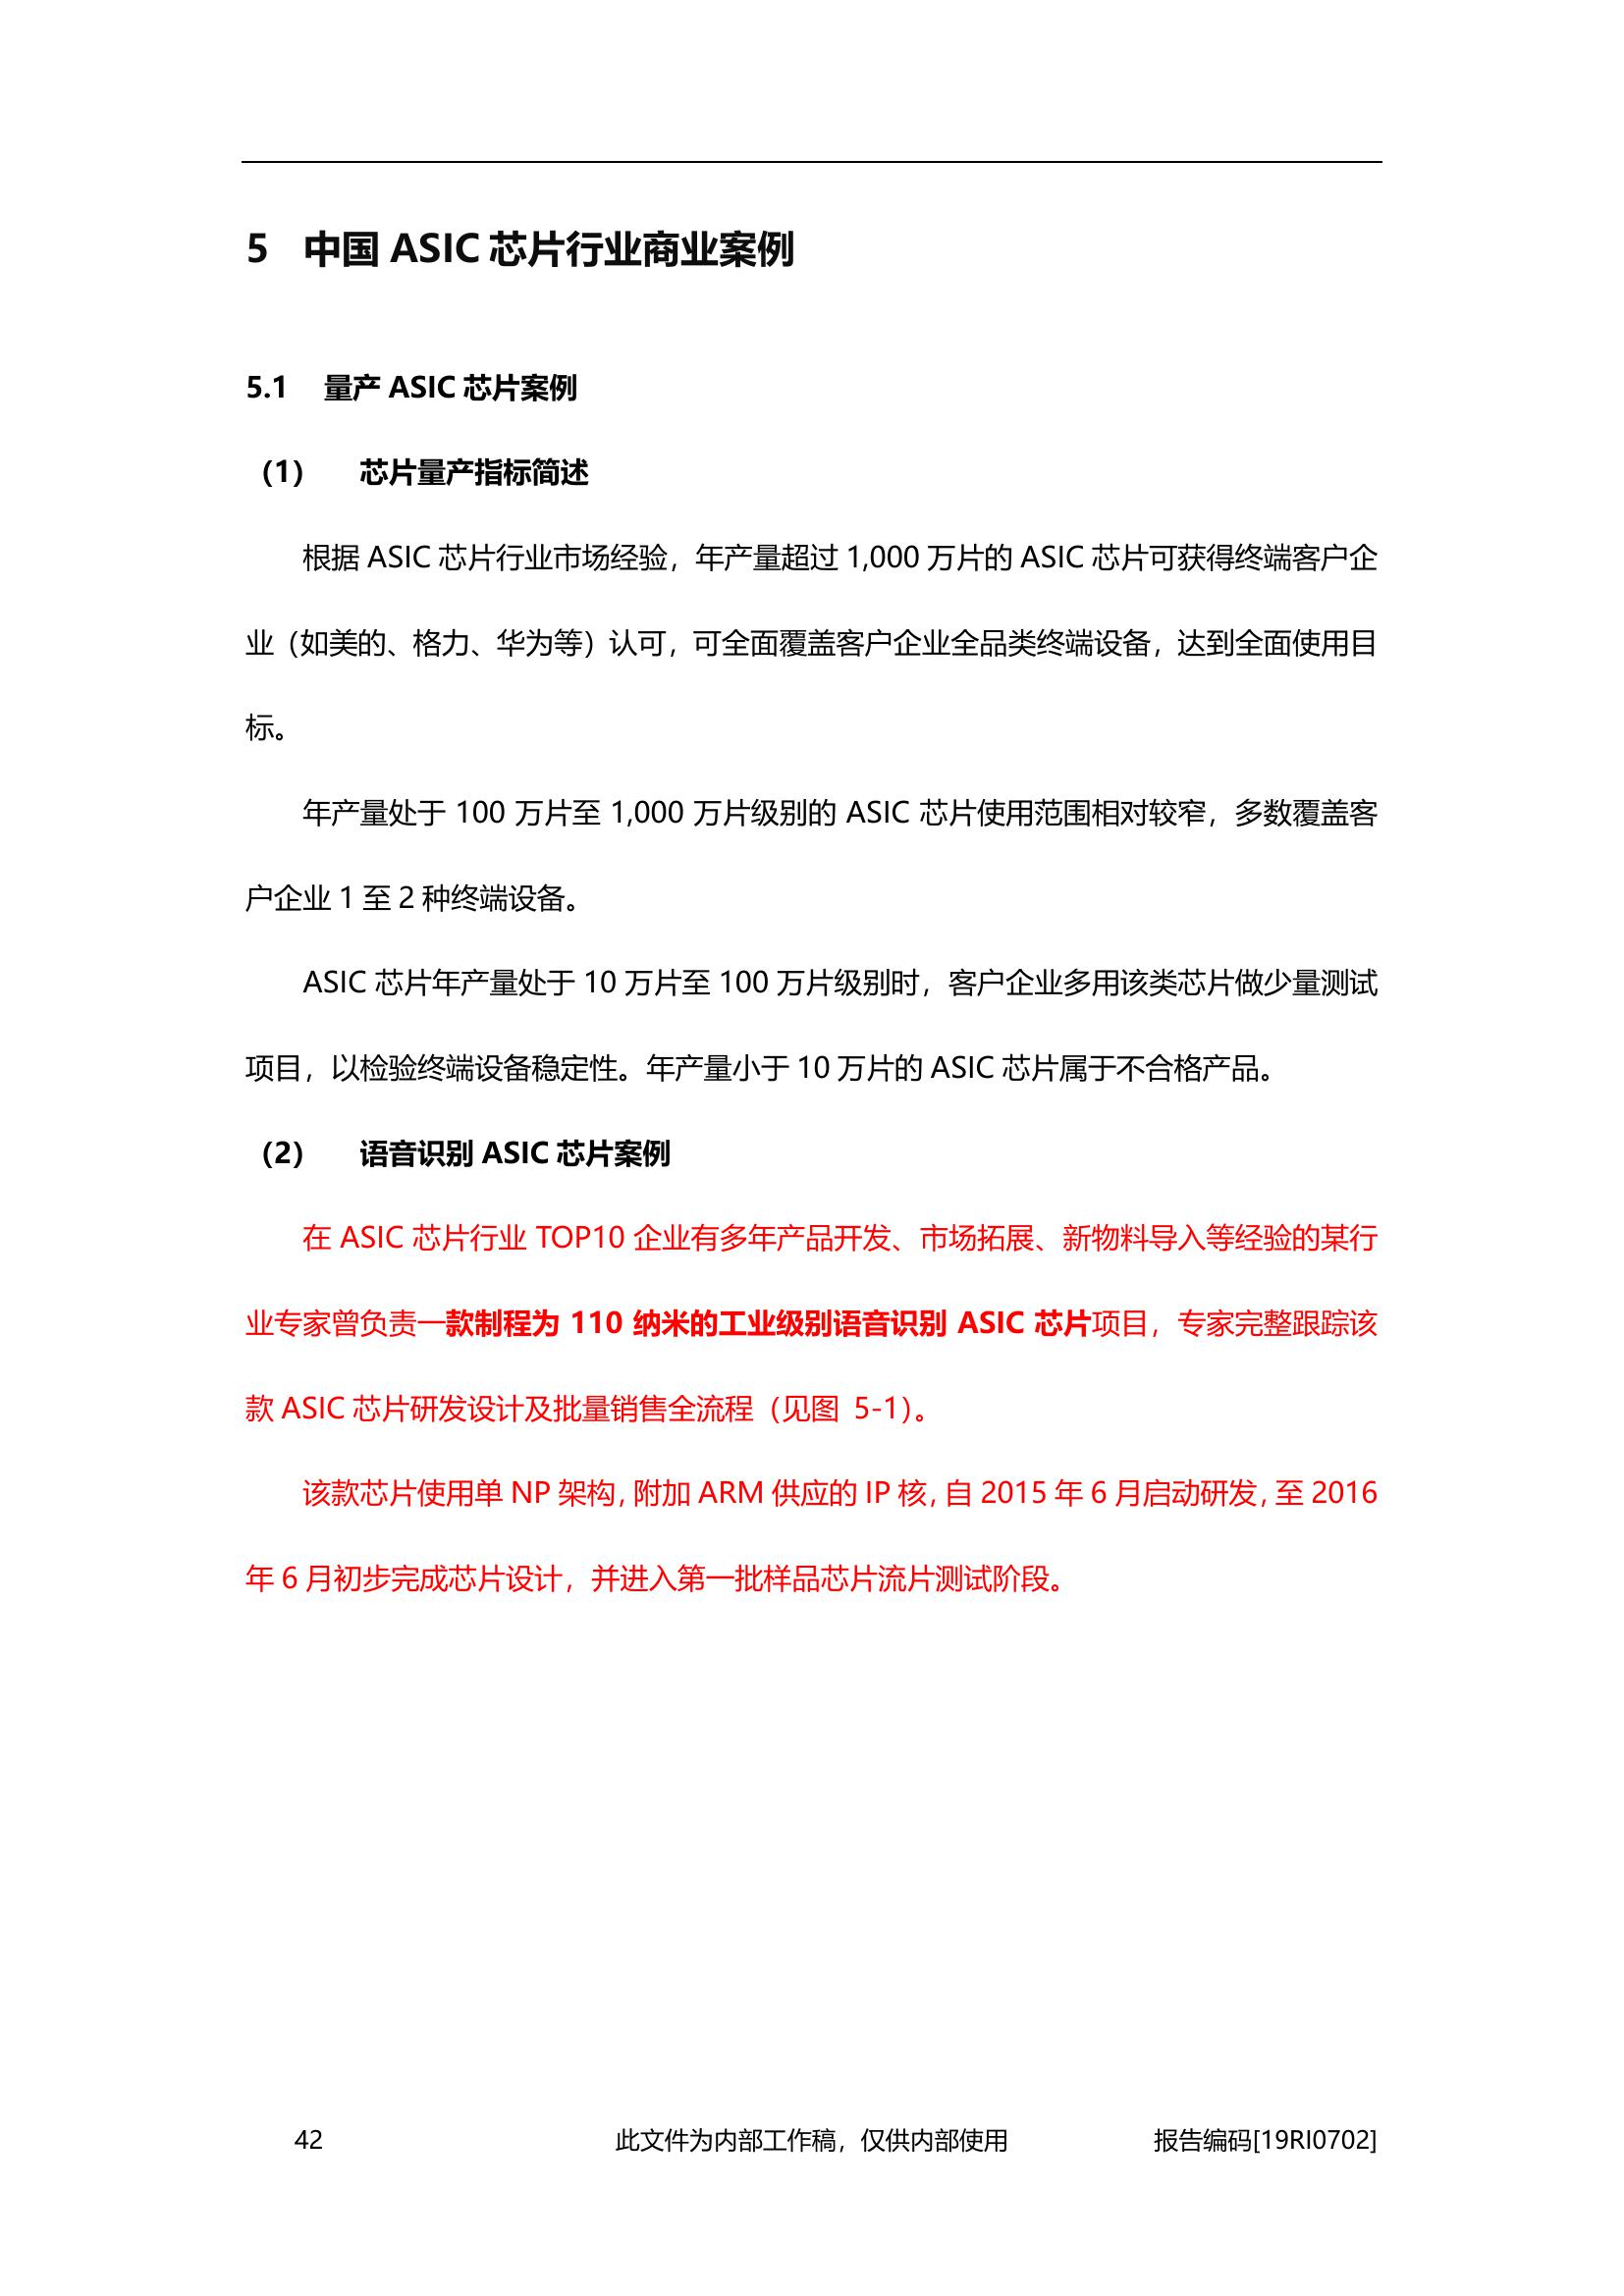 5 中国 ASIC 芯片行业商业案例
5.1 量产 ASIC 芯片案例
（1） 芯片量产指标简述
根据 ASIC 芯片行业市场经验，年产量超过 1,000 万片的 ASIC 芯片可获得终端客户企
业（如美的、格力、华为等）认可，可全面覆盖客户企业全品类终端设备，达到全面使用目
标。
年产量处于 100 万片至 1,000 万片级别的 ASIC 芯片使用范围相对较窄，多数覆盖客
户企业 1 至 2 种终端设备。
ASIC 芯片年产量处于 10 万片至 100 万片级别时，客户企业多用该类芯片做少量测试
项目，以检验终端设备稳定性。年产量小于 10 万片的 ASIC 芯片属于不合格产品。
（2） 语音识别 ASIC 芯片案例
在 ASIC 芯片行业 TOP10 企业有多年产品开发、市场拓展、新物料导入等经验的某行
业专家曾负责一款制程为 110 纳米的工业级别语音识别 ASIC 芯片项目，专家完整跟踪该
款 ASIC 芯片研发设计及批量销售全流程（见图 5-1）。
该款芯片使用单 NP 架构，附加 ARM 供应的 IP 核，自 2015 年 6 月启动研发，至 2016
年 6 月初步完成芯片设计，并进入第一批样品芯片流片测试阶段。
42 此文件为内部工作稿，仅供内部使用 报告编码[19RI0702]